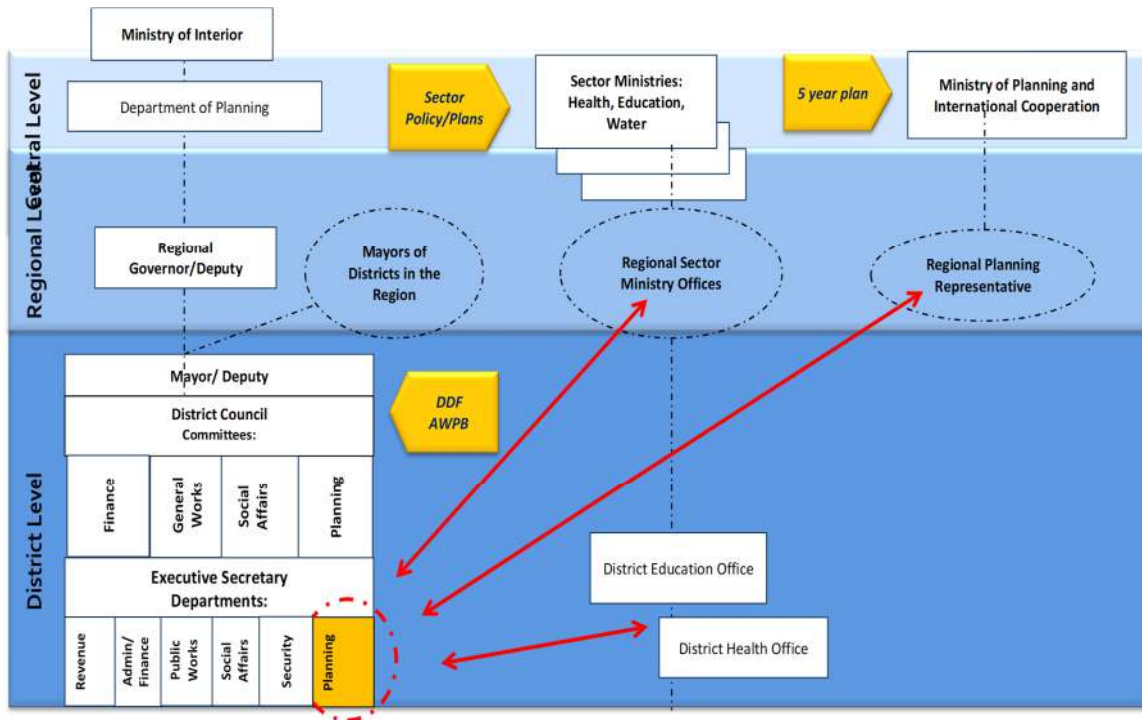 Ministry of Interior
Department of Planning
Sector
Policy/Plans
Sector Ministries:
Health, Education,
Water
5 year plan
Ministry of Planning and
International Cooperation
Central Level
Regional Level
Regional
Governor/Deputy
Mayors of
Districts in the
Region
Regional Sector
Ministry Offices
Regional Planning
Representative
District Level
Mayor/ Deputy
District Council
Committees:
DDF
AWPB
Finance
General
Works
Social
Affairs
Planning
Executive Secretary
Departments:
Revenue
Admin/
Finance
Public
Works
Social
Affairs
Security
Planning
District Education Office
District Health Office